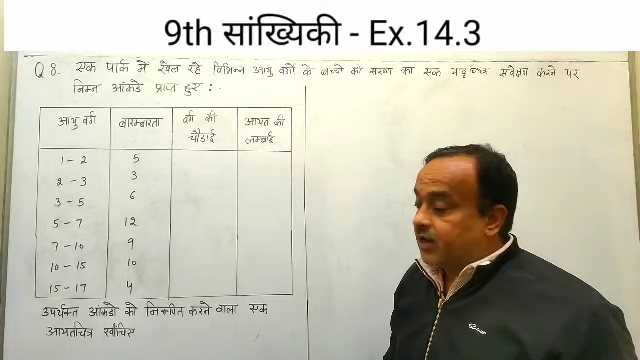 9th सांख्यिकी - Ex.14.3
Q 8. एक पार्क में खेल रहे विभिन्न आयु वर्गों के बच्चों की संख्या का एक यादृच्छिक सर्वेक्षण करने पर
निम्न आंकड़े प्राप्त हुए :-
आयु वर्ग बारम्बारता वर्ग की चौड़ाई आयत की लम्बाई
1 - 2 5
2 - 3 3
3 - 5 6
5 - 7 12
7 - 10 9
10 - 15 10
15 - 17 4
उपर्युक्त आंकड़ों को निरूपित करने वाला एक
आयतचित्र खींचिए